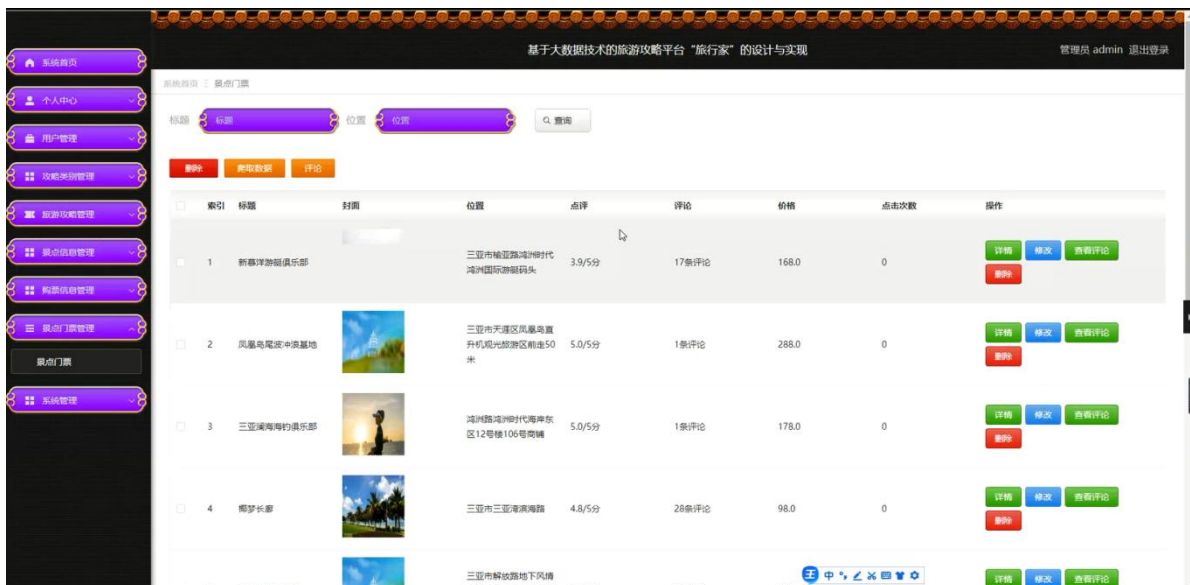 基于大数据技术的旅游攻略平台“旅行家”的设计与实现
管理员 admin 退出登录
系统首页
个人中心
用户管理
攻略类别管理
旅游攻略管理
景点信息管理
购票信息管理
景点门票管理
景点门票
系统管理
系统首页 景点门票
标题 标题 位置 位置 查询
删除 爬取数据 评论
索引 标题 封面 位置 点评 评论 价格 点击次数 操作
1 新慕洋游艇俱乐部 三亚市榆亚路鸿洲时代
鸿洲国际游艇码头 3.9/5分 17条评论 168.0 0 详情 修改 查看评论
删除
2 凤凰岛尾波冲浪基地 三亚市天涯区凤凰岛直
升机观光旅游区前走50
米 5.0/5分 1条评论 288.0 0 详情 修改 查看评论
删除
3 三亚澜海海钓俱乐部 鸿洲路鸿洲时代海岸东
区12号楼106号商铺 5.0/5分 1条评论 178.0 0 详情 修改 查看评论
删除
4 椰梦长廊 三亚市三亚湾滨海路 4.8/5分 28条评论 98.0 0 详情 修改 查看评论
删除
三亚市解放路地下风情 详情 修改 查看评论
王 中